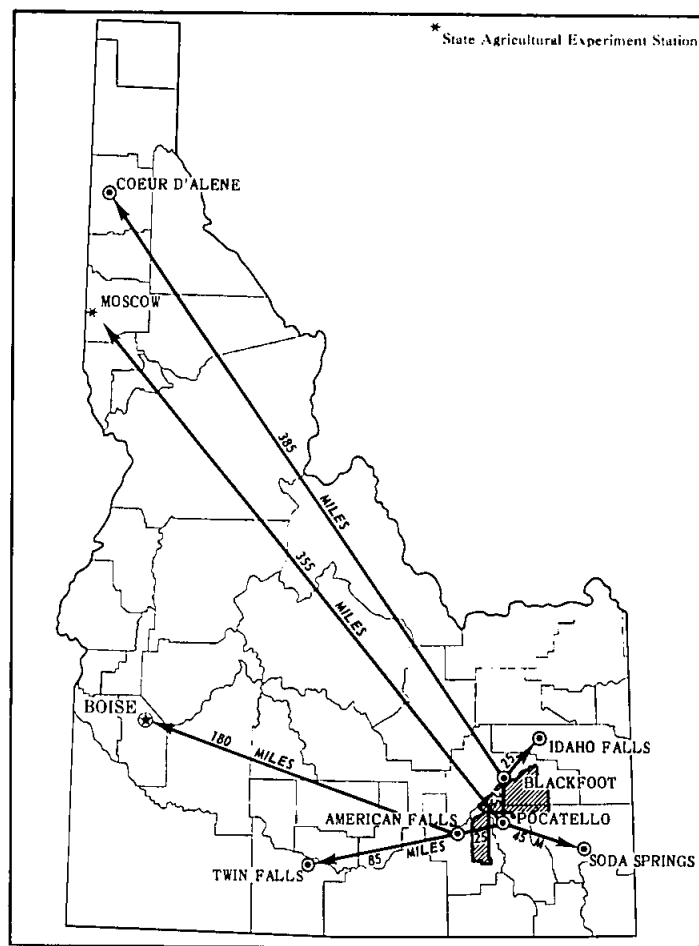 * State Agricultural Experiment Station
COEUR D'ALENE
* MOSCOW
385 MILES
355 MILES
BOISE
180 MILES
IDAHO FALLS
25
BLACKFOOT
AMERICAN FALLS
POCATELLO
25
45 M.
85 MILES
TWIN FALLS
SODA SPRINGS